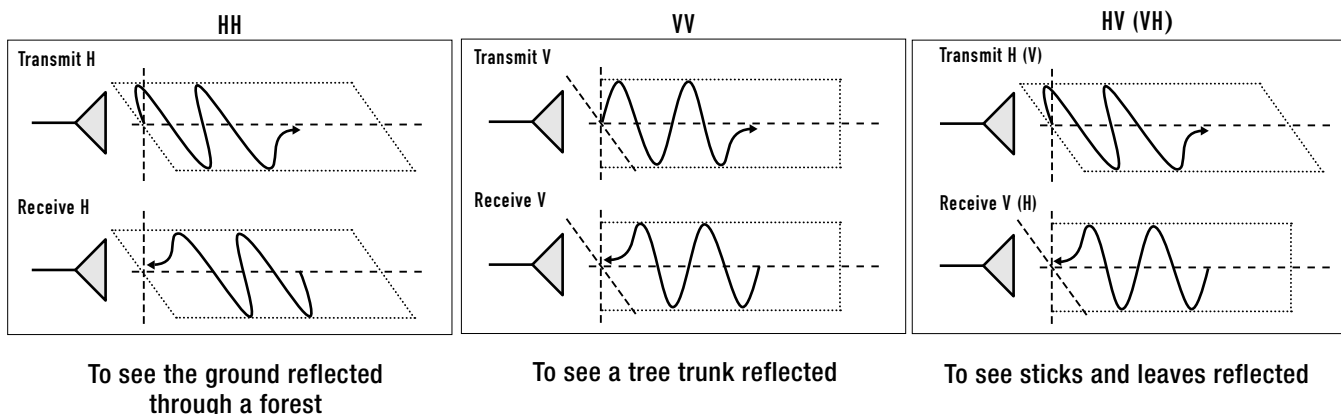 HH
Transmit H
Receive H
To see the ground reflected
through a forest
VV
Transmit V
Receive V
To see a tree trunk reflected
HV (VH)
Transmit H (V)
Receive V (H)
To see sticks and leaves reflected